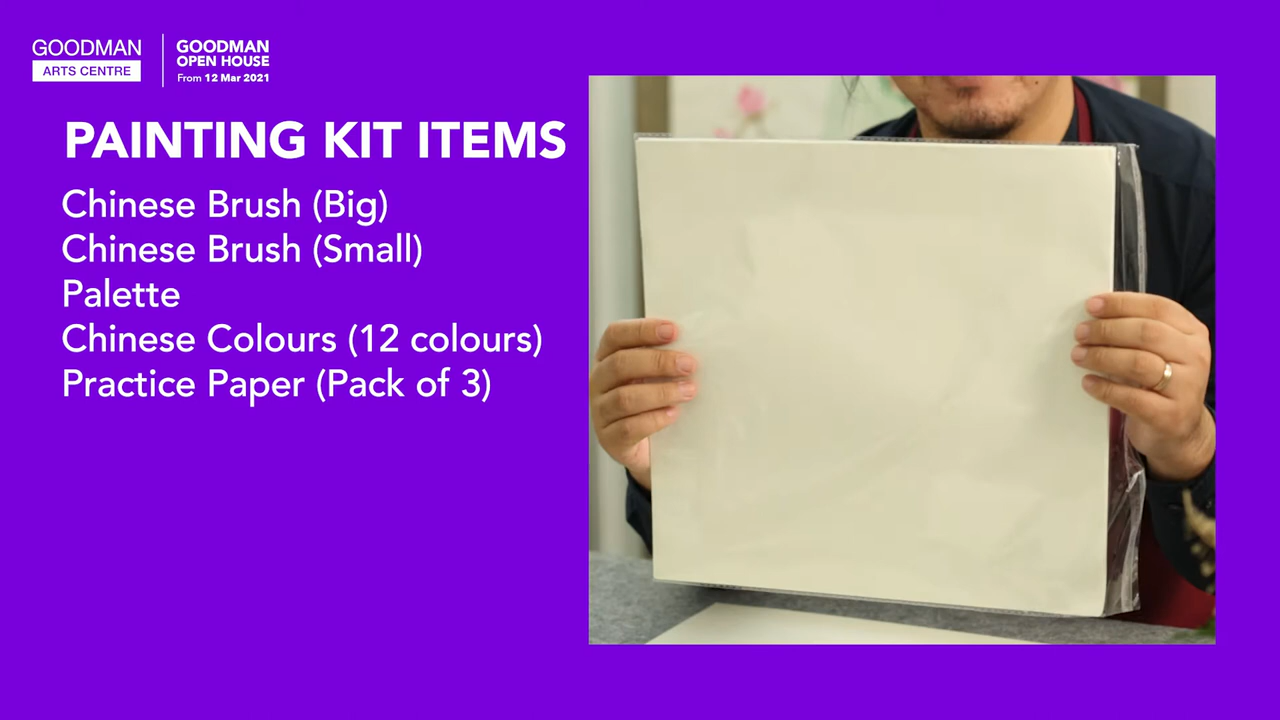 GOODMAN
ARTS CENTRE
GOODMAN
OPEN HOUSE
From 12 Mar 2021
PAINTING KIT ITEMS
Chinese Brush (Big)
Chinese Brush (Small)
Palette
Chinese Colours (12 colours)
Practice Paper (Pack of 3)